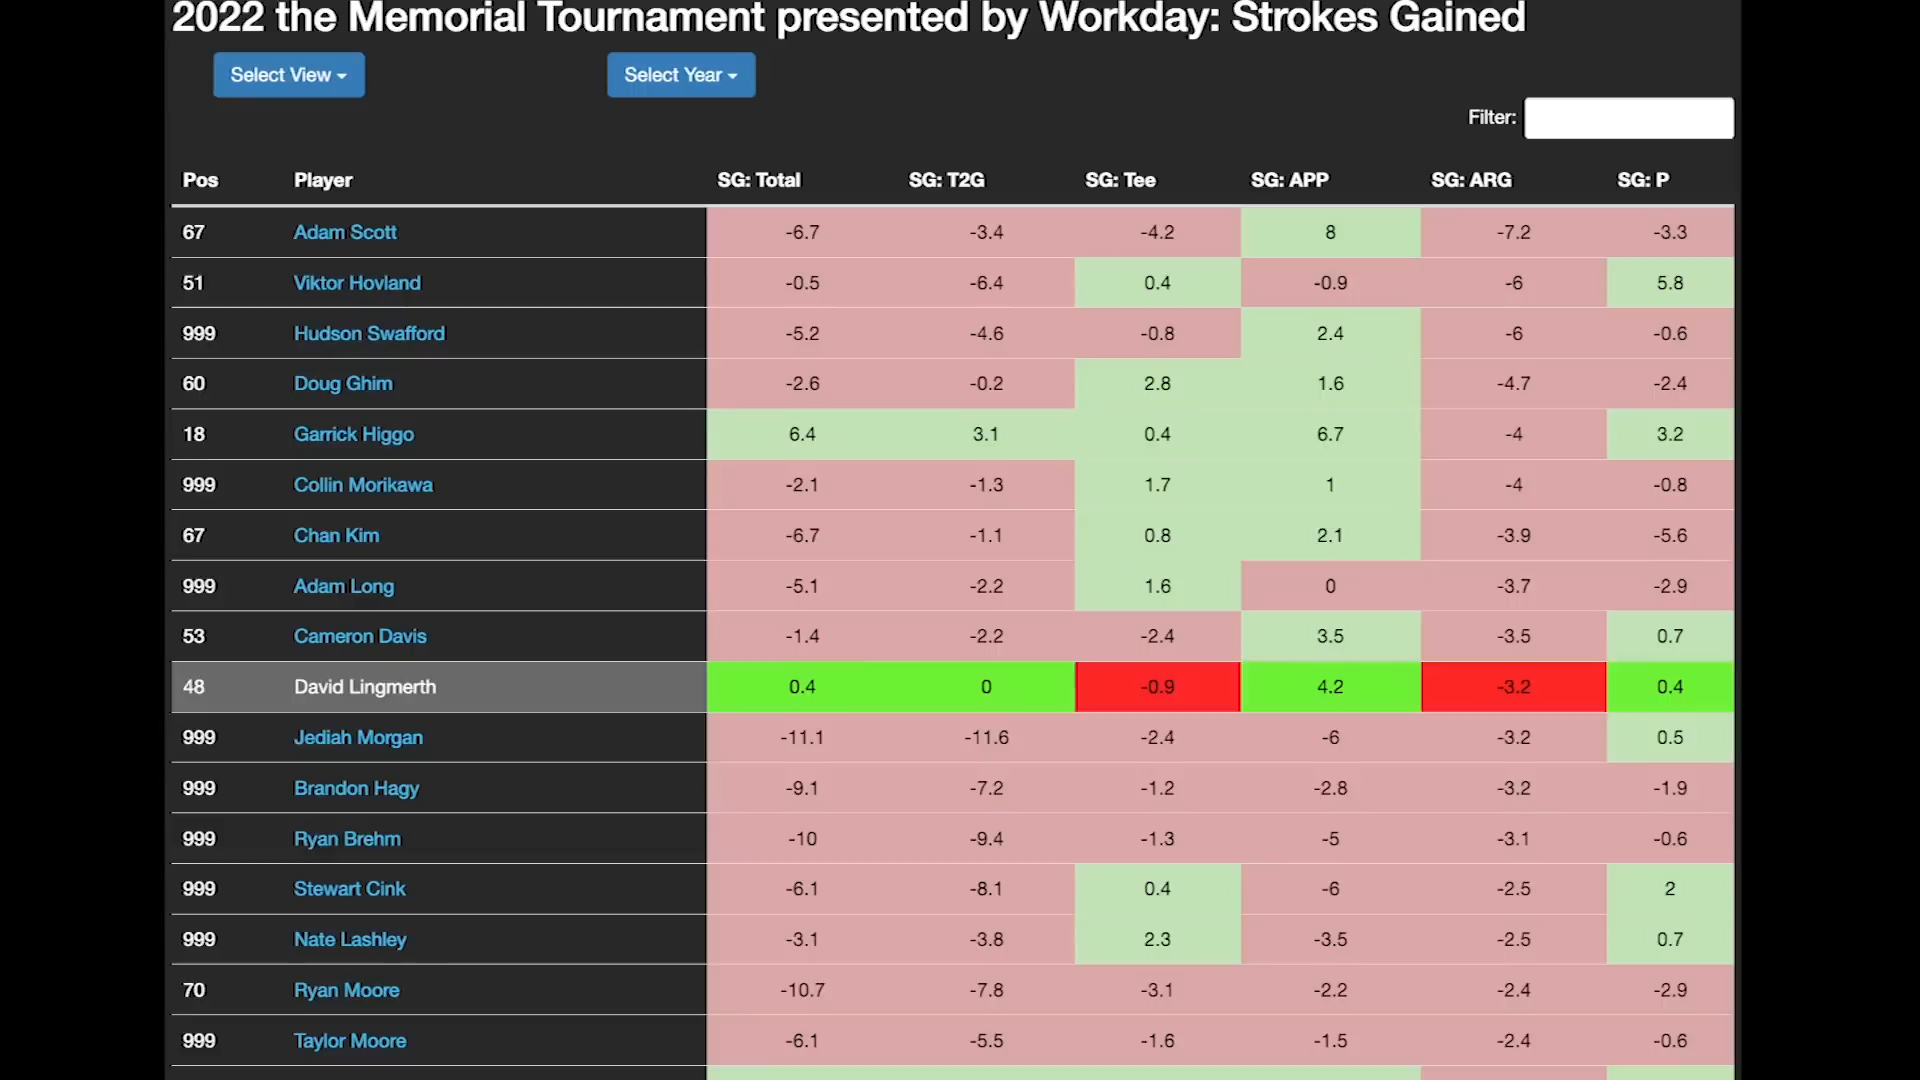 2022 the Memorial Tournament presented by Workday: Strokes Gained
Select View Select Year
Filter:
Pos Player SG: Total SG: T2G SG: Tee SG: APP SG: ARG SG: P
67 Adam Scott -6.7 -3.4 -4.2 8 -7.2 -3.3
51 Viktor Hovland -0.5 -6.4 0.4 -0.9 -6 5.8
999 Hudson Swafford -5.2 -4.6 -0.8 2.4 -6 -0.6
60 Doug Ghim -2.6 -0.2 2.8 1.6 -4.7 -2.4
18 Garrick Higgo 6.4 3.1 0.4 6.7 -4 3.2
999 Collin Morikawa -2.1 -1.3 1.7 1 -4 -0.8
67 Chan Kim -6.7 -1.1 0.8 2.1 -3.9 -5.6
999 Adam Long -5.1 -2.2 1.6 0 -3.7 -2.9
53 Cameron Davis -1.4 -2.2 -2.4 3.5 -3.5 0.7
48 David Lingmerth 0.4 0 -0.9 4.2 -3.2 0.4
999 Jediah Morgan -11.1 -11.6 -2.4 -6 -3.2 0.5
999 Brandon Hagy -9.1 -7.2 -1.2 -2.8 -3.2 -1.9
999 Ryan Brehm -10 -9.4 -1.3 -5 -3.1 -0.6
999 Stewart Cink -6.1 -8.1 0.4 -6 -2.5 2
999 Nate Lashley -3.1 -3.8 2.3 -3.5 -2.5 0.7
70 Ryan Moore -10.7 -7.8 -3.1 -2.2 -2.4 -2.9
999 Taylor Moore -6.1 -5.5 -1.6 -1.5 -2.4 -0.6